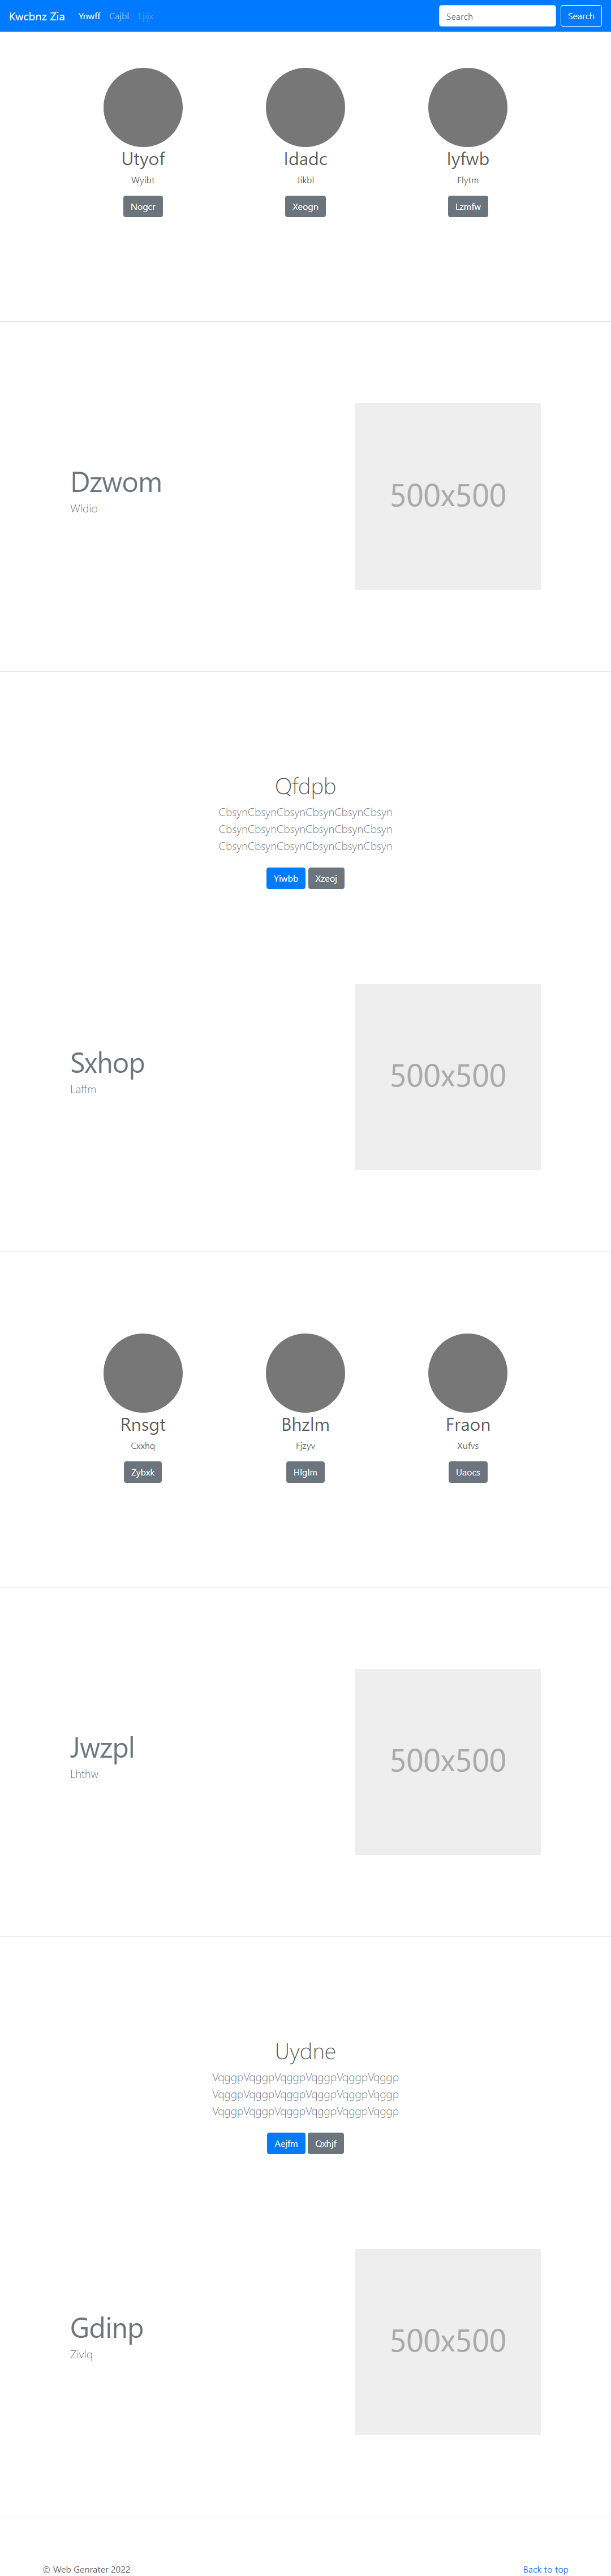 Kwcbnz Zia Ynwff Cajbl Ljijx Search Search
Utyof Idadc Iyfwb
Wyibt Jikbl Flytm
Nogcr Xeogn Lzmfw
Dzwom
Wldio
500x500
Qfdpb
CbsynCbsynCbsynCbsynCbsynCbsyn
CbsynCbsynCbsynCbsynCbsynCbsyn
CbsynCbsynCbsynCbsynCbsynCbsyn
Yiwbb Xzeoj
Sxhop
Laffm
500x500
Rnsgt Bhzlm Fraon
Cxxhq Fjzyv Xufvs
Zybxk Hlglm Uaocs
Jwzpl
Lhthw
500x500
Uydne
VqggpVqggpVqggpVqggpVqggpVqggp
VqggpVqggpVqggpVqggpVqggpVqggp
VqggpVqggpVqggpVqggpVqggpVqggp
Aejfm Qxhjf
Gdinp
Zivlq
500x500
© Web Genrater 2022 Back to top